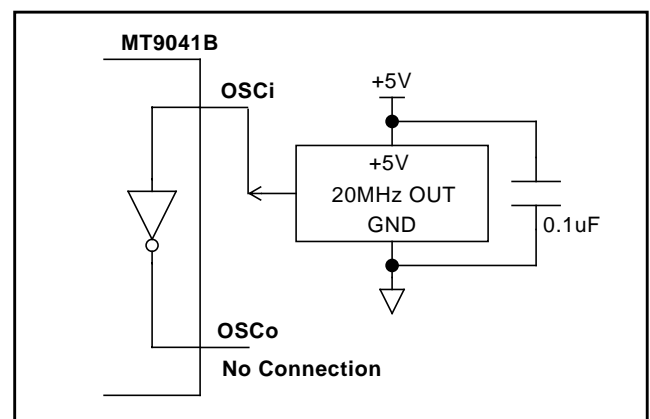 MT9041B
OSCi
+5V
+5V
20MHz OUT
GND
0.1uF
OSCo
No Connection